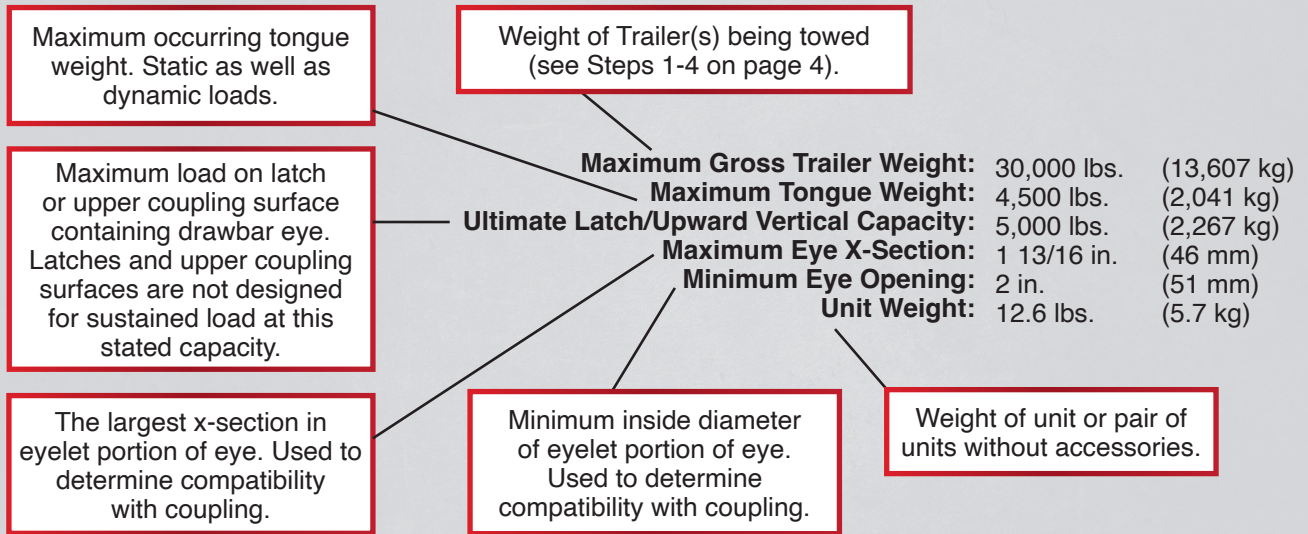 Maximum occurring tongue
weight. Static as well as
dynamic loads.
Weight of Trailer(s) being towed
(see Steps 1-4 on page 4).
Maximum load on latch
or upper coupling surface
containing drawbar eye.
Latches and upper coupling
surfaces are not designed
for sustained load at this
stated capacity.
Maximum Gross Trailer Weight: 30,000 lbs. (13,607 kg)
Maximum Tongue Weight: 4,500 lbs. (2,041 kg)
Ultimate Latch/Upward Vertical Capacity: 5,000 lbs. (2,267 kg)
Maximum Eye X-Section: 1 13/16 in. (46 mm)
Minimum Eye Opening: 2 in. (51 mm)
Unit Weight: 12.6 lbs. (5.7 kg)
The largest x-section in
eyelet portion of eye. Used to
determine compatibility
with coupling.
Minimum inside diameter
of eyelet portion of eye.
Used to determine
compatibility with coupling.
Weight of unit or pair of
units without accessories.